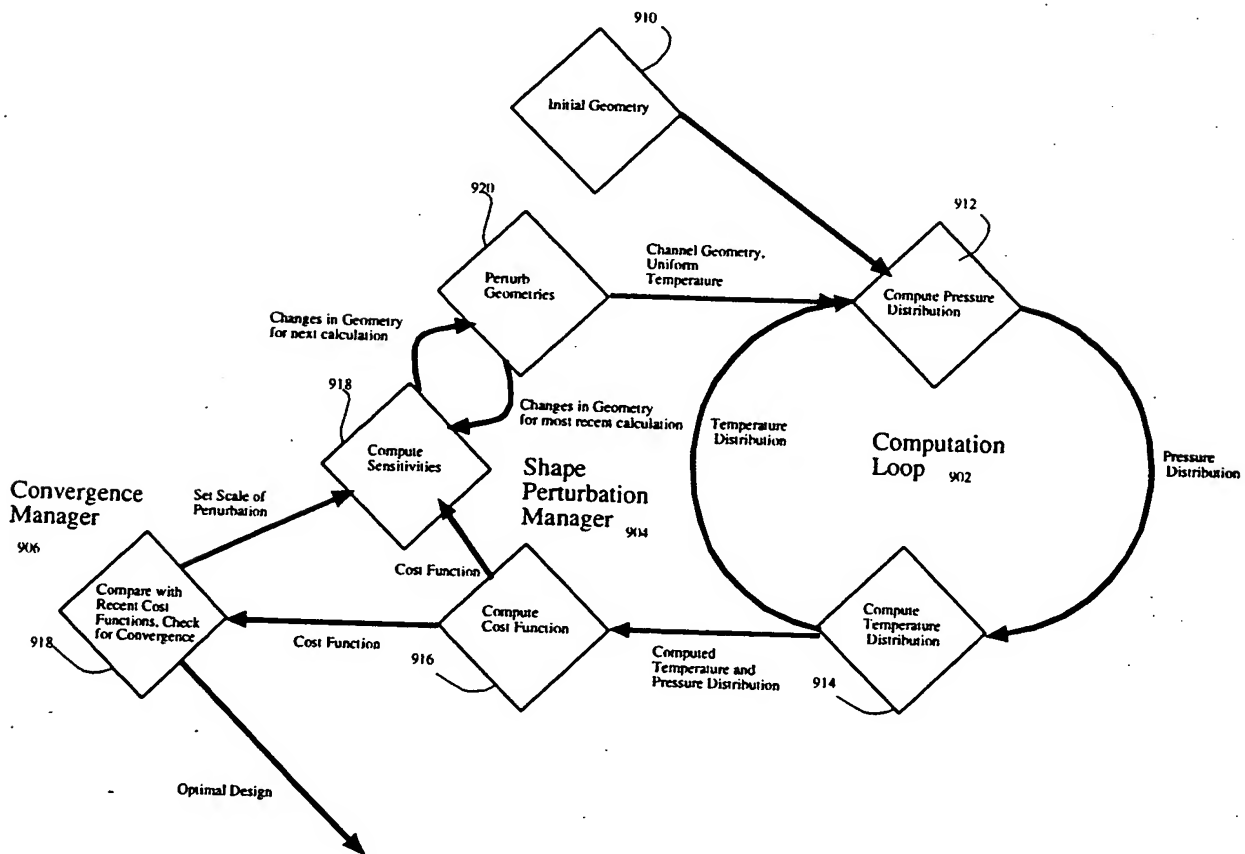 910
Initial Geometry
920
912
Channel Geometry,
Uniform
Temperature
Perturb
Geometries
Compute Pressure
Distribution
Changes in Geometry
for next calculation
918
Changes in Geometry
for most recent calculation
Temperature
Distribution
Computation
Loop 902
Pressure
Distribution
Compute
Sensitivities
Shape
Perturbation
Manager 904
Convergence
Manager
906
Set Scale of
Perturbation
Cost Function
Compare with
Recent Cost
Functions, Check
for Convergence
918
Cost Function
Compute
Cost Function
916
Computed
Temperature and
Pressure Distribution
Compute
Temperature
Distribution
914
Optimal Design